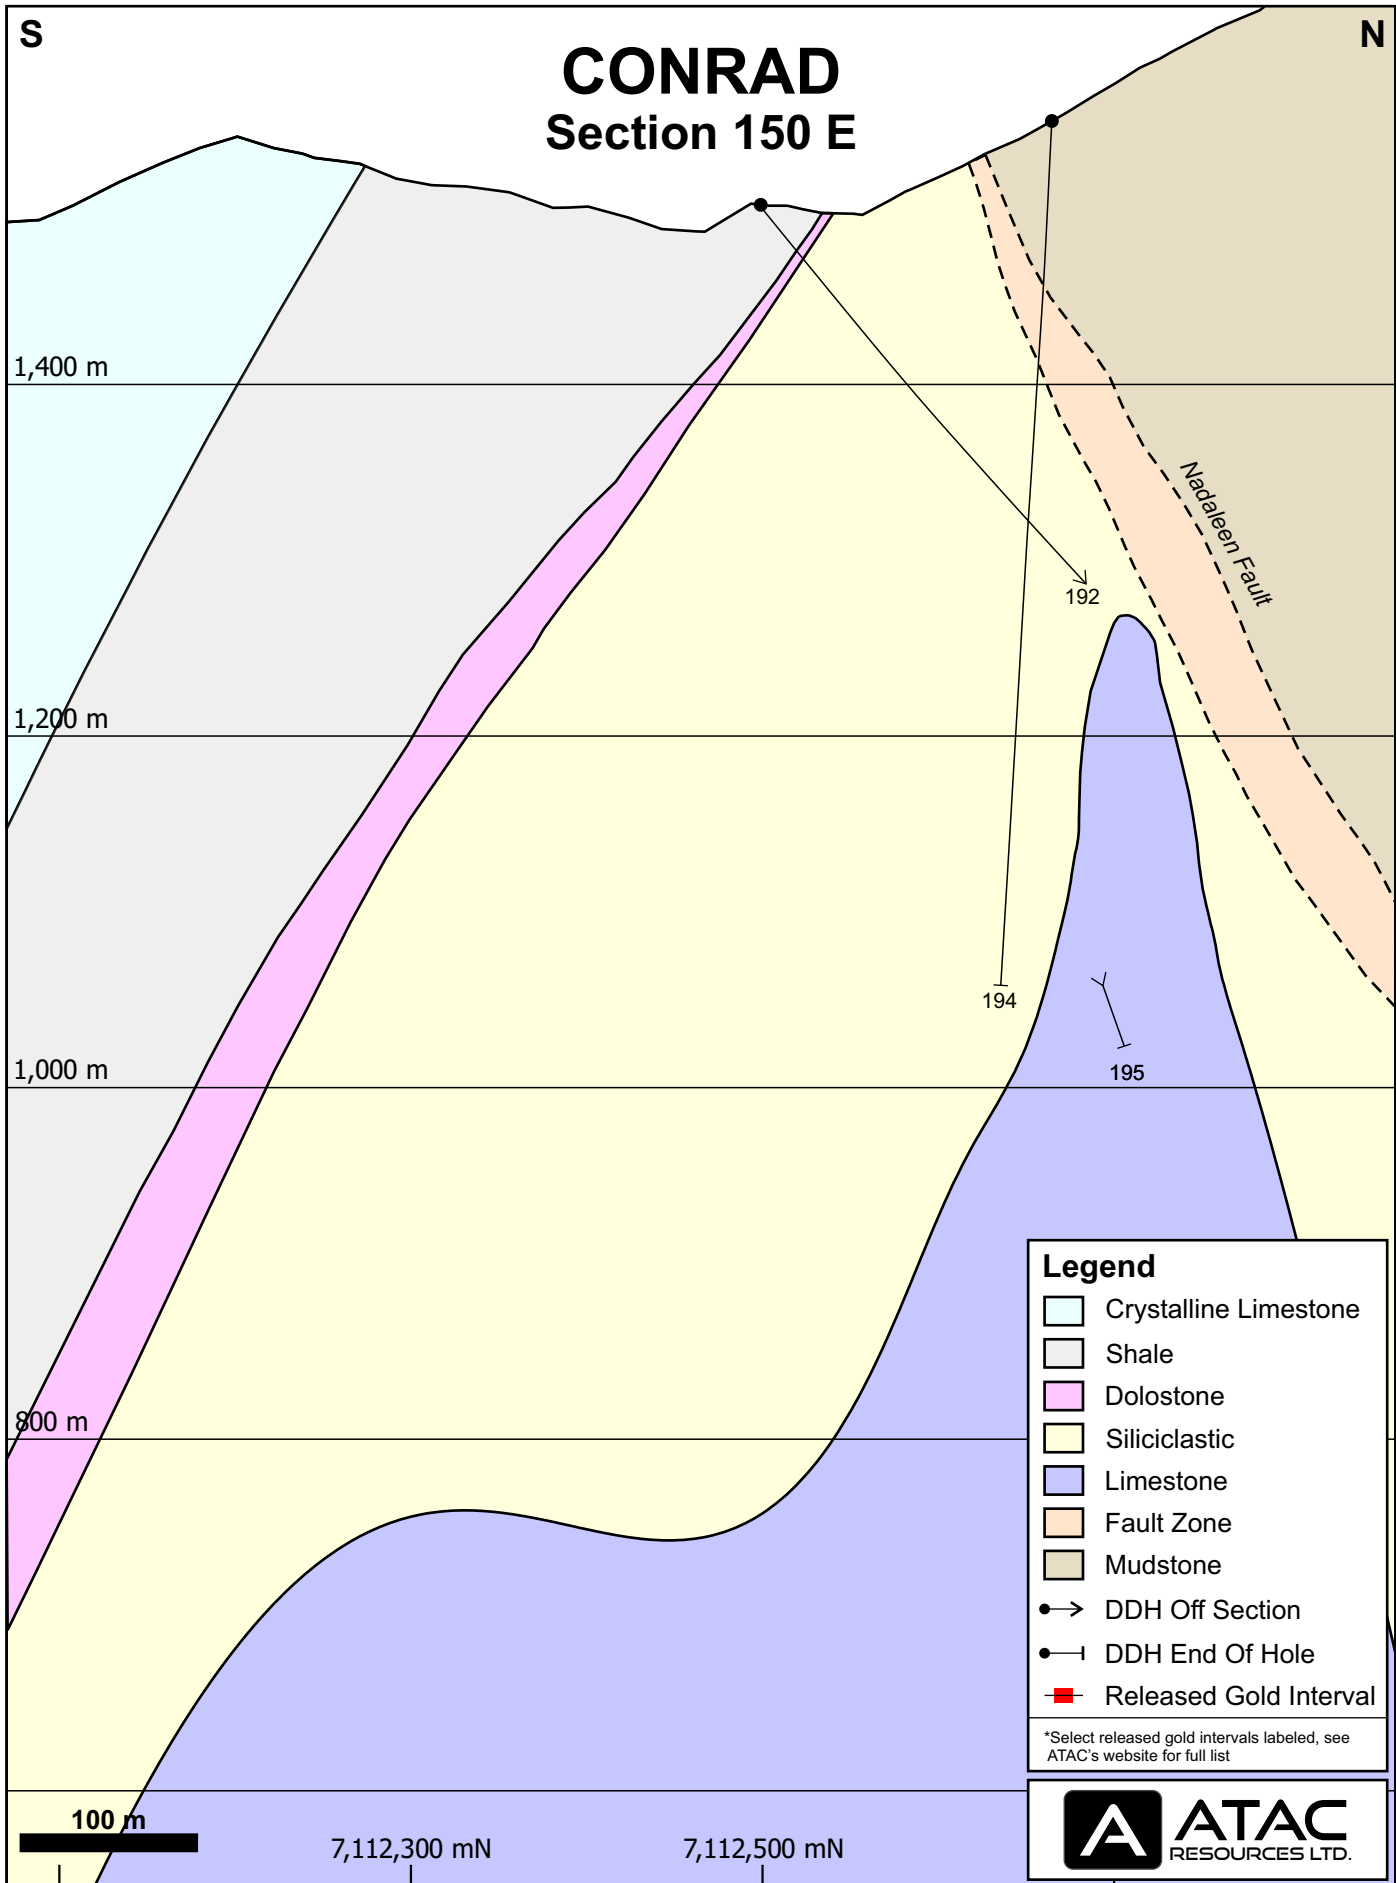 S
N
CONRAD
Section 150 E
1,400 m
Nadaleen Fault
192
1,200 m
194
1,000 m
195
800 m
Legend
Crystalline Limestone
Shale
Dolostone
Siliciclastic
Limestone
Fault Zone
Mudstone
DDH Off Section
DDH End Of Hole
Released Gold Interval
*Select released gold intervals labeled, see
ATAC's website for full list
100 m
7,112,300 mN
7,112,500 mN
A ATAC
RESOURCES LTD.